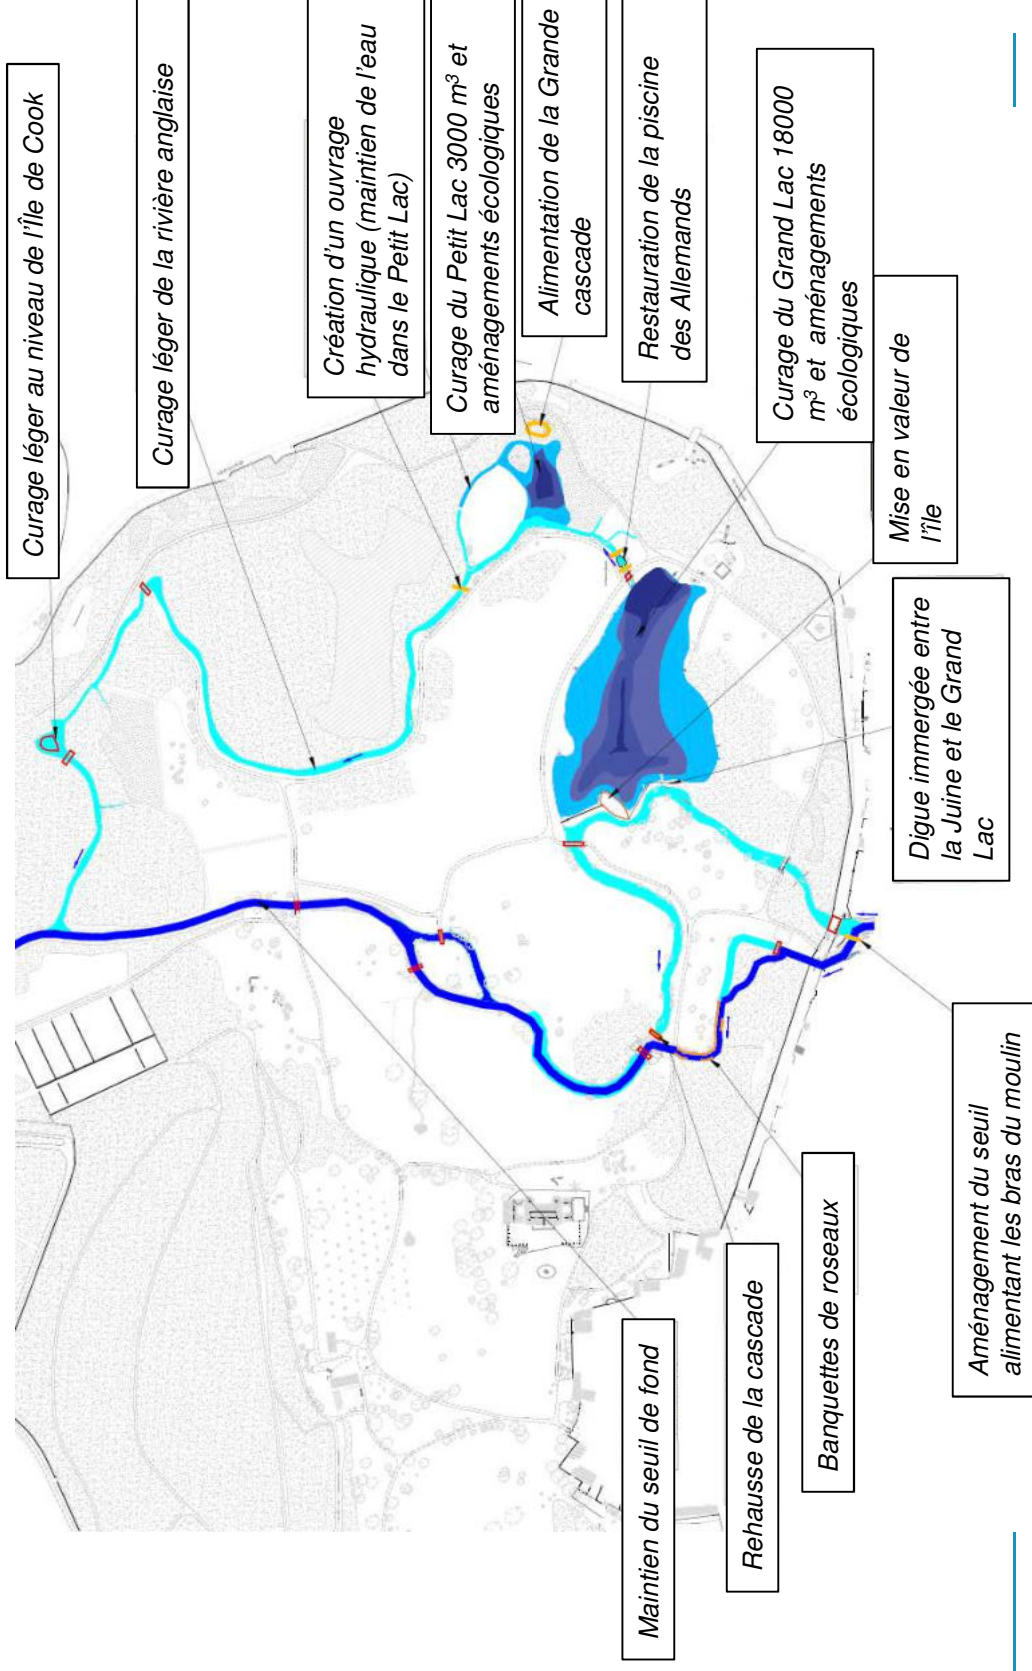 Curage léger au niveau de l'Île de Cook
Curage léger de la rivière anglaise
Création d'un ouvrage
hydraulique (maintien de l'eau
dans le Petit Lac)
Curage du Petit Lac 3000 m³ et
aménagements écologiques
Alimentation de la Grande
cascade
Restauration de la piscine
des Allemands
Curage du Grand Lac 18000
m³ et aménagements
écologiques
Mise en valeur de
l'île
Digue immergée entre
la Juine et le Grand
Lac
Aménagement du seuil
alimentant les bras du moulin
Banquettes de roseaux
Rehausse de la cascade
Maintien du seuil de fond